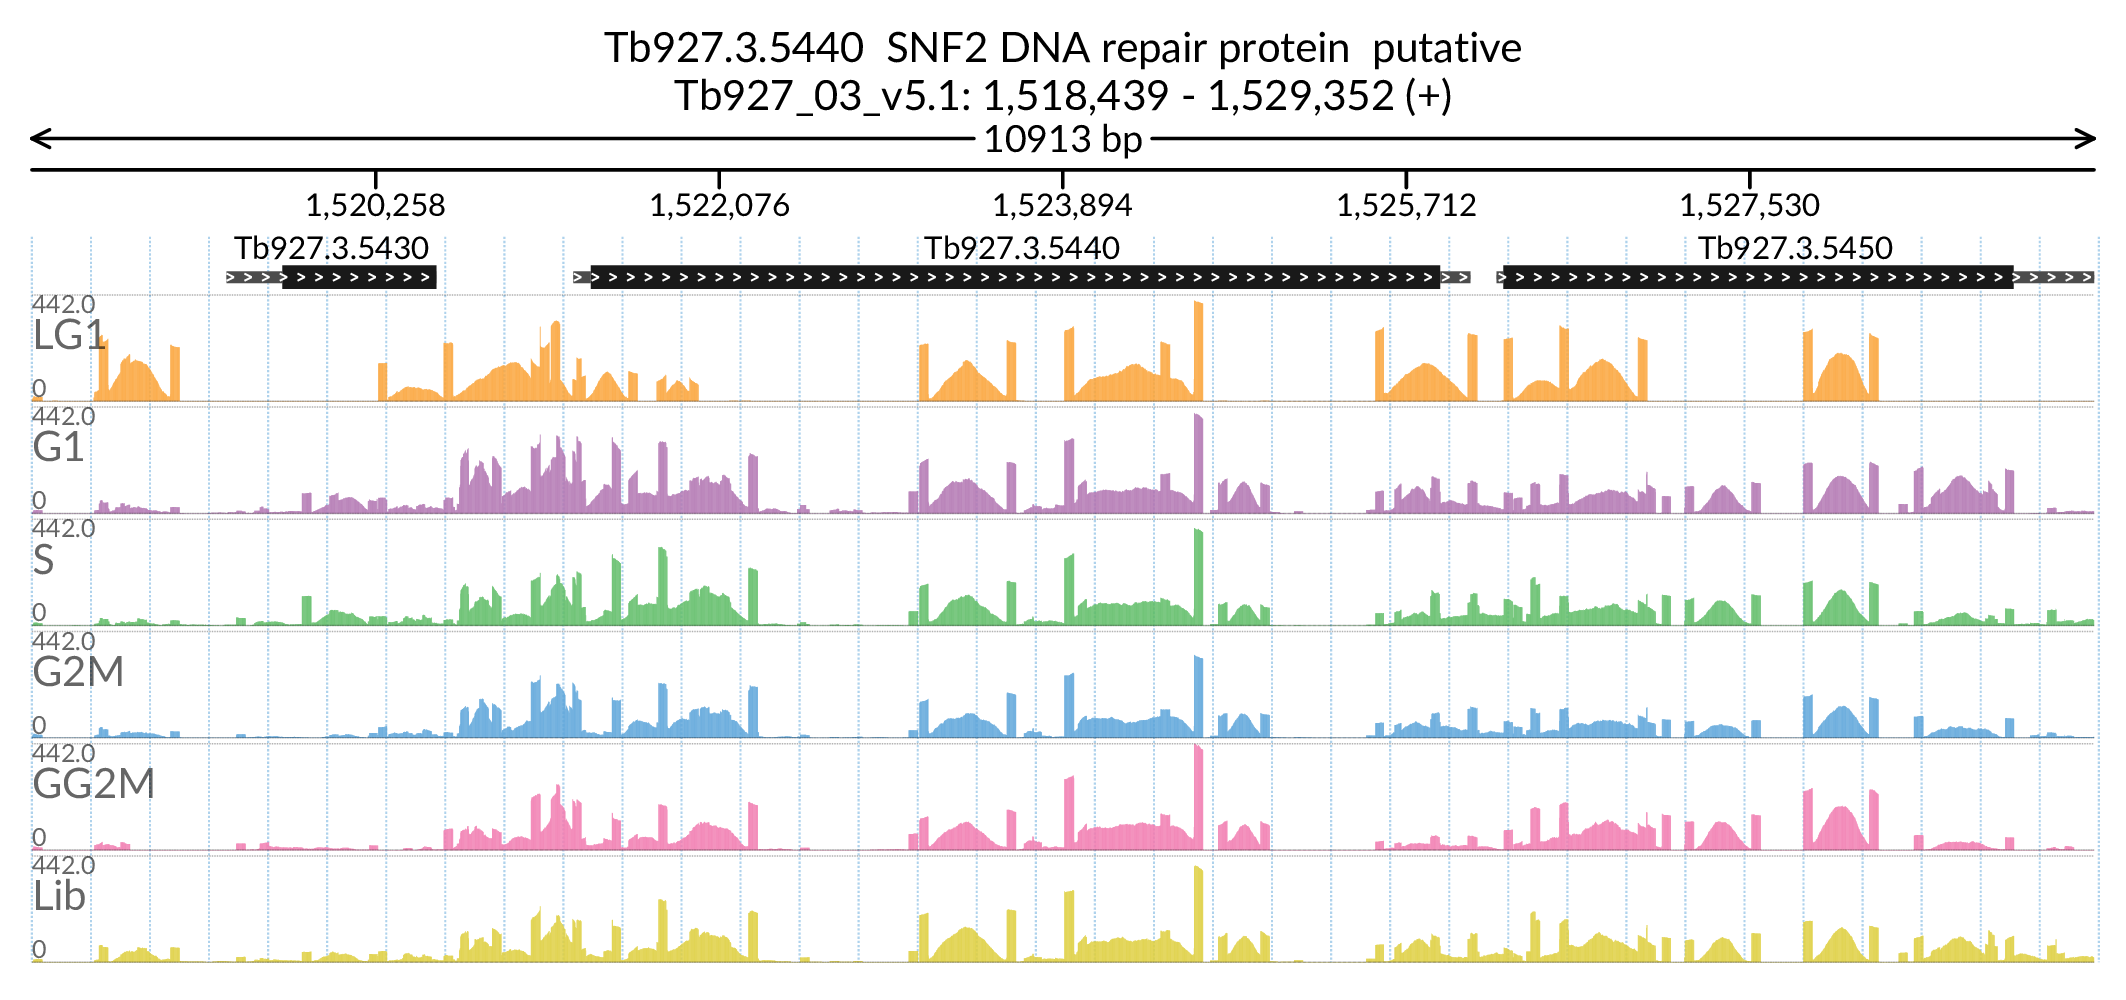 Tb927.3.5440 SNF2 DNA repair protein putative
Tb927_03_v5.1: 1,518,439 - 1,529,352 (+)
10913 bp
1,520,258 1,522,076 1,523,894 1,525,712 1,527,530
Tb927.3.5430 Tb927.3.5440 Tb927.3.5450
442.0
LG1
0
442.0
G1
0
442.0
S
0
442.0
G2M
0
442.0
GG2M
0
442.0
Lib
0